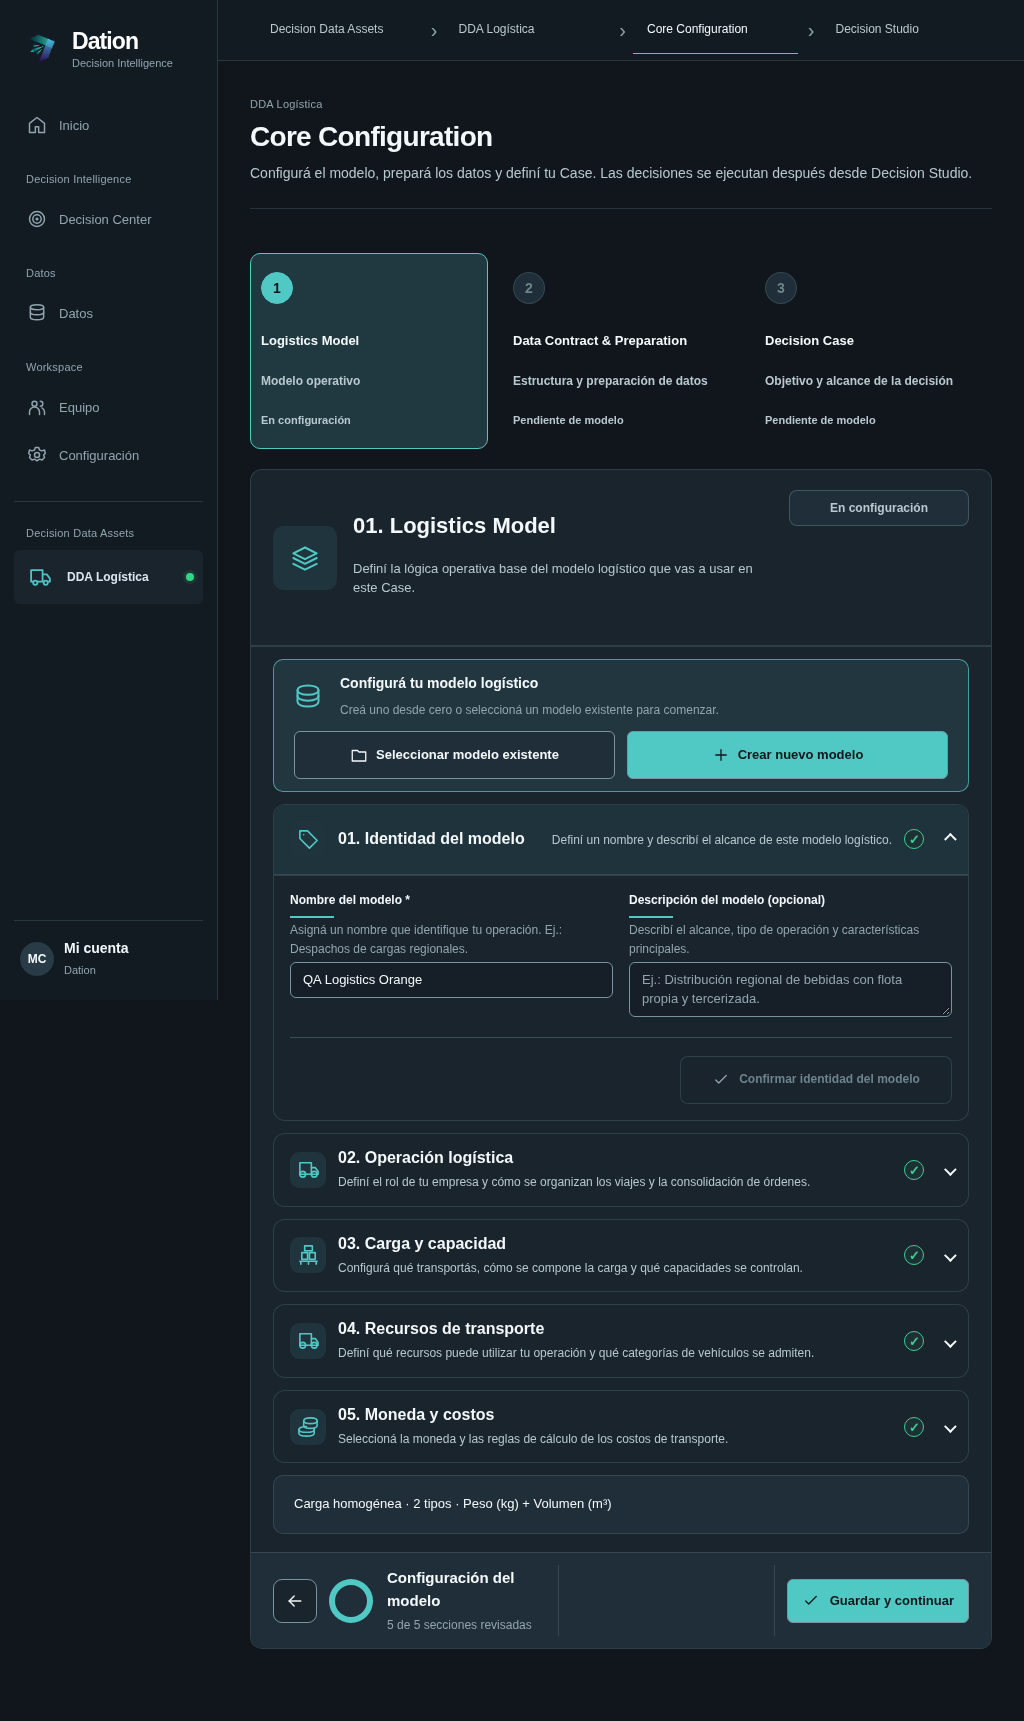 Dation
Decision Intelligence
Inicio
Decision Intelligence
Decision Center
Datos
Datos
Workspace
Equipo
Configuración
Decision Data Assets
DDA Logística
MC
Mi cuenta
Dation
Decision Data Assets › DDA Logística › Core Configuration › Decision Studio
DDA Logística
Core Configuration
Configurá el modelo, prepará los datos y definí tu Case. Las decisiones se ejecutan después desde Decision Studio.
1
Logistics Model
Modelo operativo
En configuración
2
Data Contract & Preparation
Estructura y preparación de datos
Pendiente de modelo
3
Decision Case
Objetivo y alcance de la decisión
Pendiente de modelo
En configuración
01. Logistics Model
Definí la lógica operativa base del modelo logístico que vas a usar en
este Case.
Configurá tu modelo logístico
Creá uno desde cero o seleccioná un modelo existente para comenzar.
Seleccionar modelo existente
Crear nuevo modelo
01. Identidad del modelo
Definí un nombre y describí el alcance de este modelo logístico.
✓
Nombre del modelo *
Asigná un nombre que identifique tu operación. Ej.:
Despachos de cargas regionales.
QA Logistics Orange
Descripción del modelo (opcional)
Describí el alcance, tipo de operación y características
principales.
Ej.: Distribución regional de bebidas con flota
propia y tercerizada.
Confirmar identidad del modelo
02. Operación logística
Definí el rol de tu empresa y cómo se organizan los viajes y la consolidación de órdenes.
✓
03. Carga y capacidad
Configurá qué transportás, cómo se compone la carga y qué capacidades se controlan.
✓
04. Recursos de transporte
Definí qué recursos puede utilizar tu operación y qué categorías de vehículos se admiten.
✓
05. Moneda y costos
Seleccioná la moneda y las reglas de cálculo de los costos de transporte.
✓
Carga homogénea · 2 tipos · Peso (kg) + Volumen (m³)
Configuración del
modelo
5 de 5 secciones revisadas
Guardar y continuar